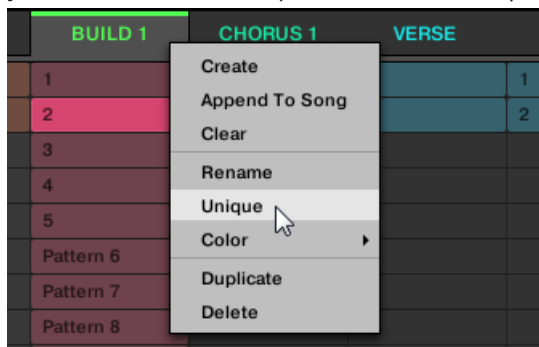 BUILD 1 CHORUS 1 VERSE
1
2
3
4
5
Pattern 6
Pattern 7
Pattern 8
Create
Append To Song
Clear
Rename
Unique
Color
Duplicate
Delete
1
2